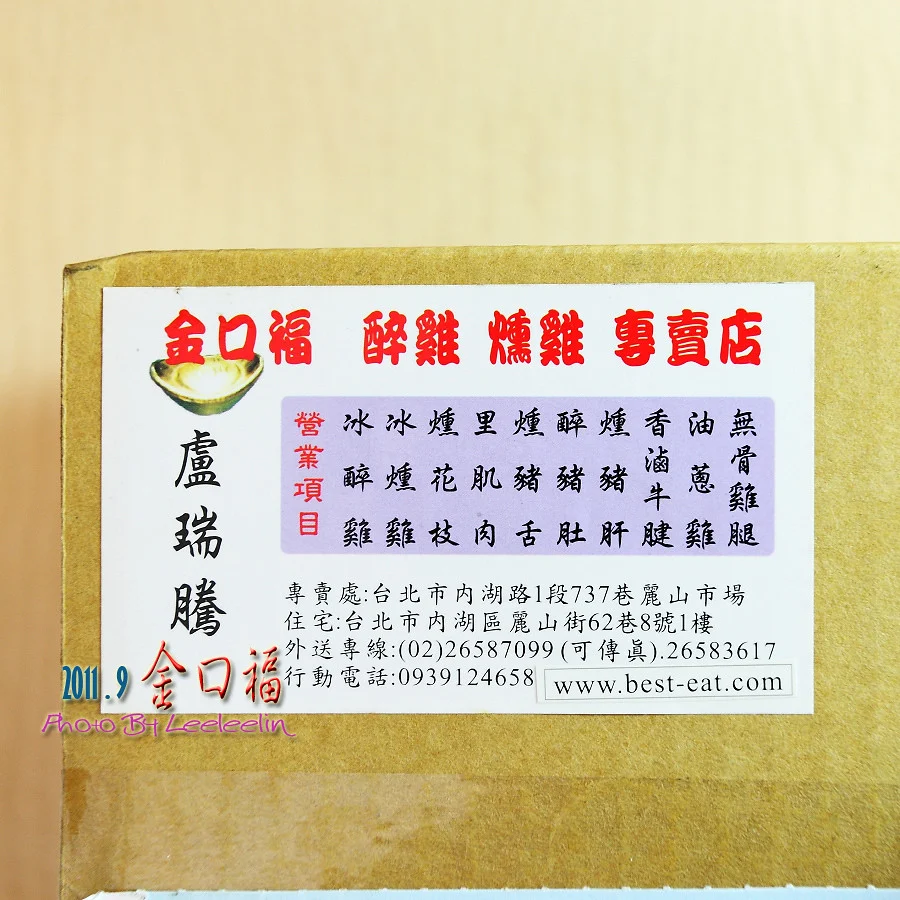 金口福 醉雞 燻雞 專賣店
盧瑞騰
營業項目
冰醉雞
冰燻雞
燻花枝
里肌肉
燻豬舌
醉豬肚
燻豬肝
香滷牛腱
油蔥雞
無骨雞腿
專賣處:台北市內湖路1段737巷麗山市場
住宅:台北市內湖區麗山街62巷8號1樓
外送專線:(02)26587099(可傳眞).26583617
行動電話:0939124658
www.best-eat.com
2011.9 金口福
Photo By Leeleelin